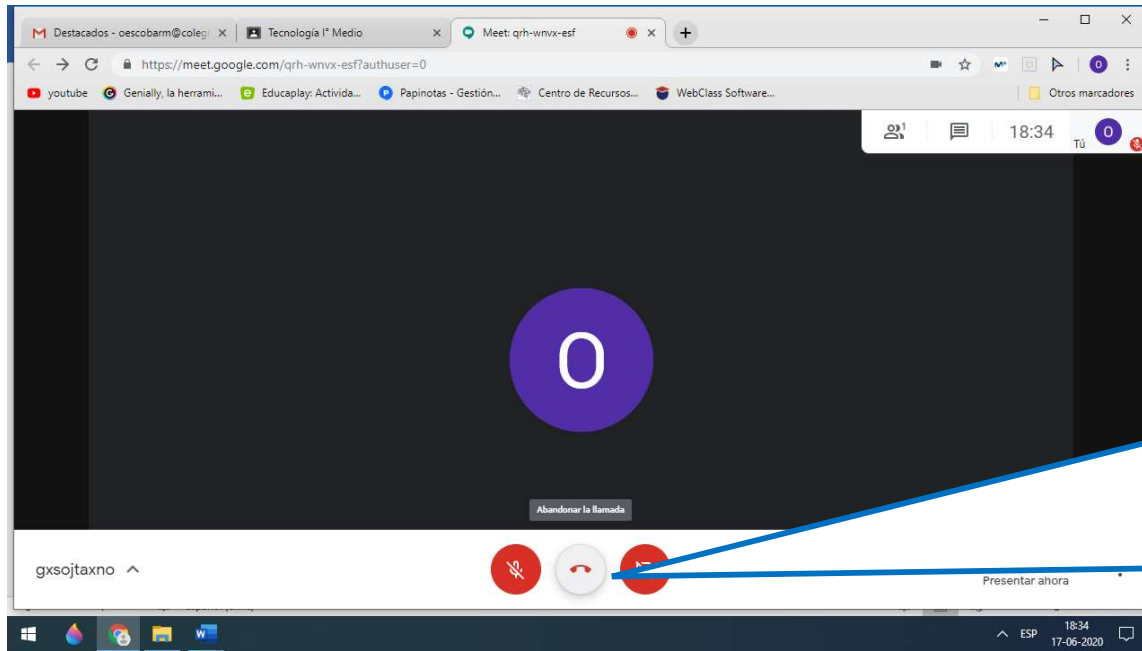 Destacados - oescobarm@coleg
Tecnología I° Medio
Meet: qrh-wnvx-esf
https://meet.google.com/qrh-wnvx-esf?authuser=0
O
youtube
Genially, la herrami...
Educaplay: Activida...
Papinotas - Gestión...
Centro de Recursos...
WebClass Software...
Otros marcadores
1
18:34
Tú
O
O
Abandonar la llamada
gxsojtaxno
Presentar ahora
ESP
18:34
17-06-2020